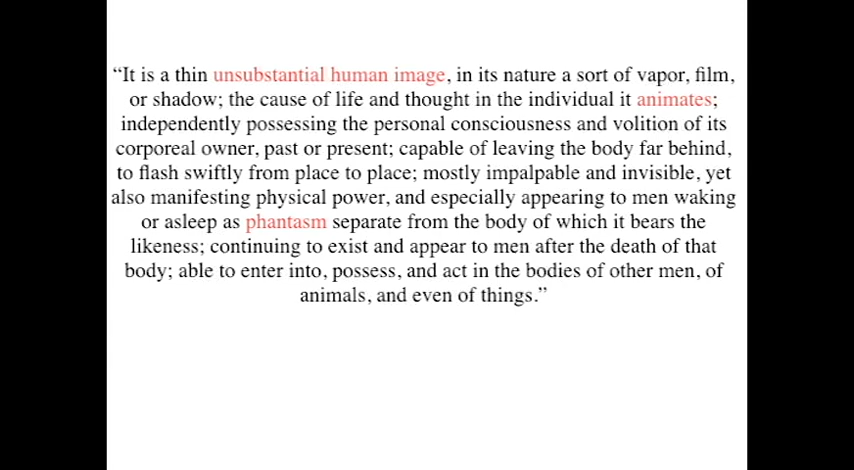 “It is a thin unsubstantial human image, in its nature a sort of vapor, film,
or shadow; the cause of life and thought in the individual it animates;
independently possessing the personal consciousness and volition of its
corporeal owner, past or present; capable of leaving the body far behind,
to flash swiftly from place to place; mostly impalpable and invisible, yet
also manifesting physical power, and especially appearing to men waking
or asleep as phantasm separate from the body of which it bears the
likeness; continuing to exist and appear to men after the death of that
body; able to enter into, possess, and act in the bodies of other men, of
animals, and even of things.”